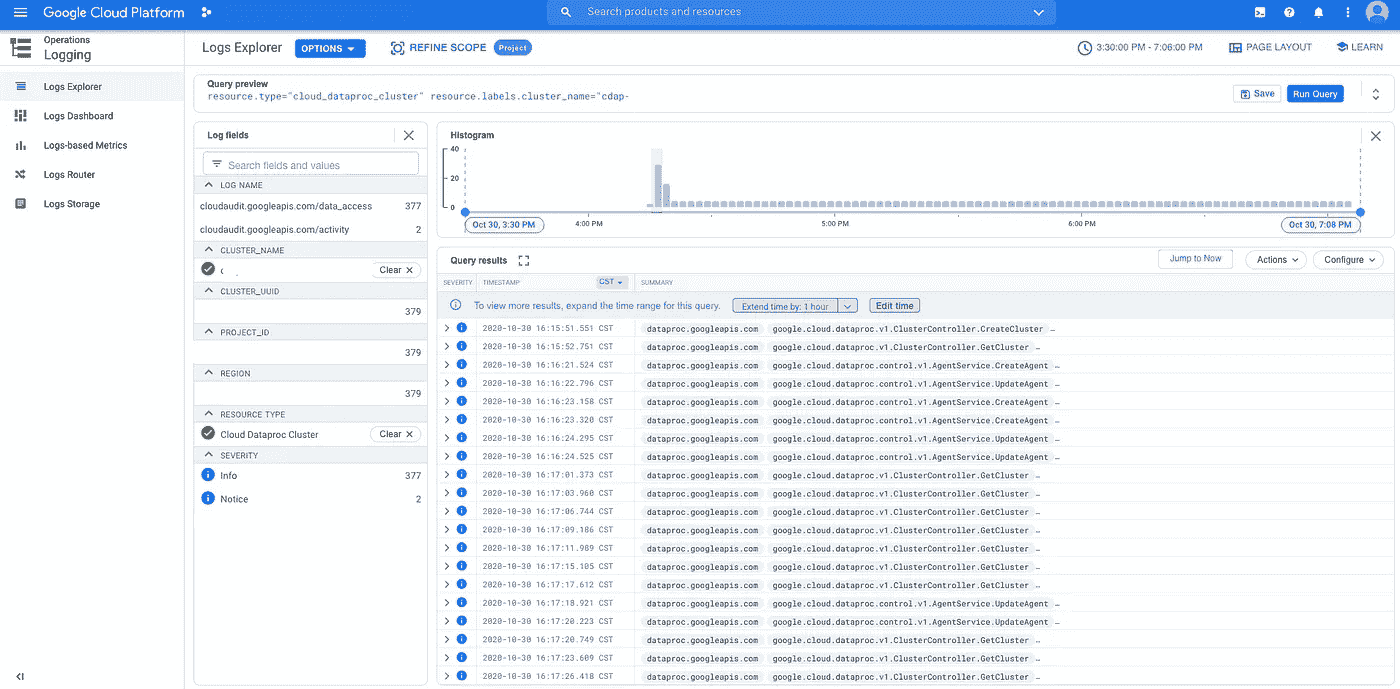 Google Cloud Platform
Search products and resources
Operations
Logging
Logs Explorer
Logs Dashboard
Logs-based Metrics
Logs Router
Logs Storage
Logs Explorer OPTIONS REFINE SCOPE Project 3:30:00 PM - 7:06:00 PM PAGE LAYOUT LEARN
Query preview
resource.type="cloud_dataproc_cluster" resource.labels.cluster_name="cdap-
Save Run Query
Log fields
Search fields and values
LOG NAME
cloudaudit.googleapis.com/data_access 377
cloudaudit.googleapis.com/activity 2
CLUSTER_NAME
Clear
CLUSTER_UUID
379
PROJECT_ID
379
REGION
379
RESOURCE TYPE
Cloud Dataproc Cluster Clear
SEVERITY
Info 377
Notice 2
Histogram
40
20
0
Oct 30, 3:30 PM 4:00 PM 5:00 PM 6:00 PM Oct 30, 7:08 PM
Query results Jump to Now Actions Configure
SEVERITY TIMESTAMP CST SUMMARY
To view more results, expand the time range for this query. Extend time by: 1 hour Edit time
2020-10-30 16:15:51.551 CST dataproc.googleapis.com google.cloud.dataproc.v1.ClusterController.CreateCluster …
2020-10-30 16:15:52.751 CST dataproc.googleapis.com google.cloud.dataproc.v1.ClusterController.GetCluster …
2020-10-30 16:16:21.524 CST dataproc.googleapis.com google.cloud.dataproc.control.v1.AgentService.CreateAgent …
2020-10-30 16:16:22.796 CST dataproc.googleapis.com google.cloud.dataproc.control.v1.AgentService.UpdateAgent …
2020-10-30 16:16:23.158 CST dataproc.googleapis.com google.cloud.dataproc.control.v1.AgentService.CreateAgent …
2020-10-30 16:16:23.320 CST dataproc.googleapis.com google.cloud.dataproc.control.v1.AgentService.CreateAgent …
2020-10-30 16:16:24.295 CST dataproc.googleapis.com google.cloud.dataproc.control.v1.AgentService.UpdateAgent …
2020-10-30 16:16:24.525 CST dataproc.googleapis.com google.cloud.dataproc.control.v1.AgentService.UpdateAgent …
2020-10-30 16:17:01.373 CST dataproc.googleapis.com google.cloud.dataproc.v1.ClusterController.GetCluster …
2020-10-30 16:17:03.960 CST dataproc.googleapis.com google.cloud.dataproc.v1.ClusterController.GetCluster …
2020-10-30 16:17:06.744 CST dataproc.googleapis.com google.cloud.dataproc.v1.ClusterController.GetCluster …
2020-10-30 16:17:09.186 CST dataproc.googleapis.com google.cloud.dataproc.v1.ClusterController.GetCluster …
2020-10-30 16:17:11.989 CST dataproc.googleapis.com google.cloud.dataproc.v1.ClusterController.GetCluster …
2020-10-30 16:17:15.105 CST dataproc.googleapis.com google.cloud.dataproc.v1.ClusterController.GetCluster …
2020-10-30 16:17:17.612 CST dataproc.googleapis.com google.cloud.dataproc.v1.ClusterController.GetCluster …
2020-10-30 16:17:18.921 CST dataproc.googleapis.com google.cloud.dataproc.control.v1.AgentService.UpdateAgent …
2020-10-30 16:17:20.223 CST dataproc.googleapis.com google.cloud.dataproc.control.v1.AgentService.UpdateAgent …
2020-10-30 16:17:20.749 CST dataproc.googleapis.com google.cloud.dataproc.v1.ClusterController.GetCluster …
2020-10-30 16:17:23.609 CST dataproc.googleapis.com google.cloud.dataproc.v1.ClusterController.GetCluster …
2020-10-30 16:17:26.418 CST dataproc.googleapis.com google.cloud.dataproc.v1.ClusterController.GetCluster …